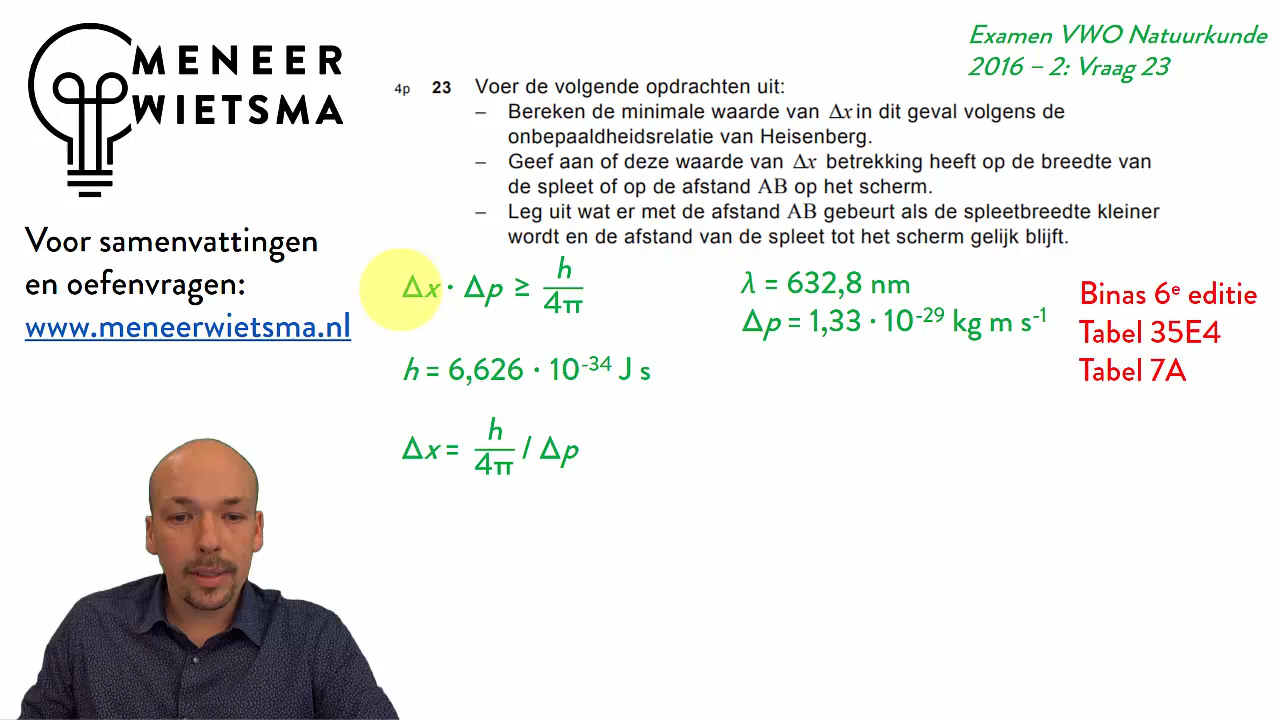 MENEER
WIETSMA
Examen VWO Natuurkunde
2016 – 2: Vraag 23
4p 23 Voer de volgende opdrachten uit:
– Bereken de minimale waarde van Δx in dit geval volgens de
onbepaaldheidsrelatie van Heisenberg.
– Geef aan of deze waarde van Δx betrekking heeft op de breedte van
de spleet of op de afstand AB op het scherm.
– Leg uit wat er met de afstand AB gebeurt als de spleetbreedte kleiner
wordt en de afstand van de spleet tot het scherm gelijk blijft.
Voor samenvattingen
en oefenvragen:
www.meneerwietsma.nl
Δx · Δp ≥ h/4π
h = 6,626 · 10⁻³⁴ J s
Δx = h/4π / Δp
λ = 632,8 nm
Δp = 1,33 · 10⁻²⁹ kg m s⁻¹
Binas 6ᵉ editie
Tabel 35E4
Tabel 7A